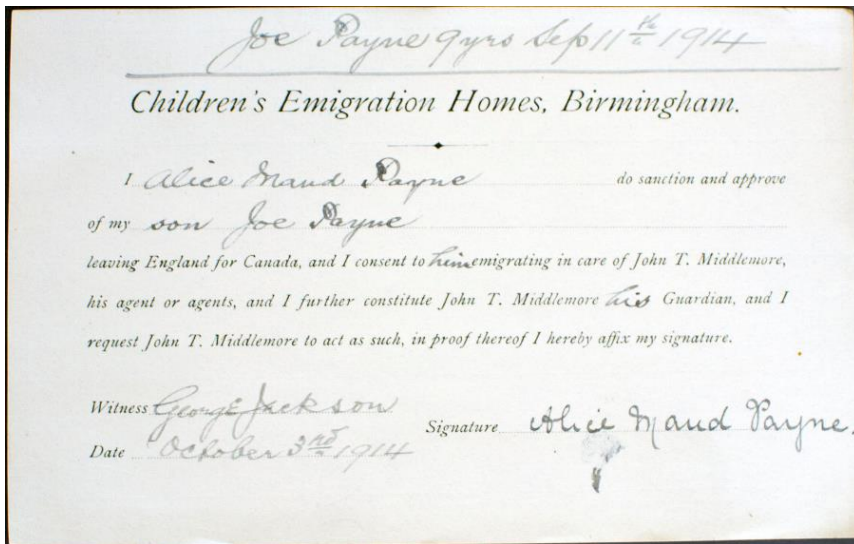 Joe Payne 9yrs Sep 11th 1914
Children's Emigration Homes, Birmingham.
I Alice Maud Payne do sanction and approve
of my son Joe Payne
leaving England for Canada, and I consent to him emigrating in care of John T. Middlemore,
his agent or agents, and I further constitute John T. Middlemore his Guardian, and I
request John T. Middlemore to act as such, in proof thereof I hereby affix my signature.
Witness George Jackson
Signature Alice Maud Payne.
Date October 3rd 1914